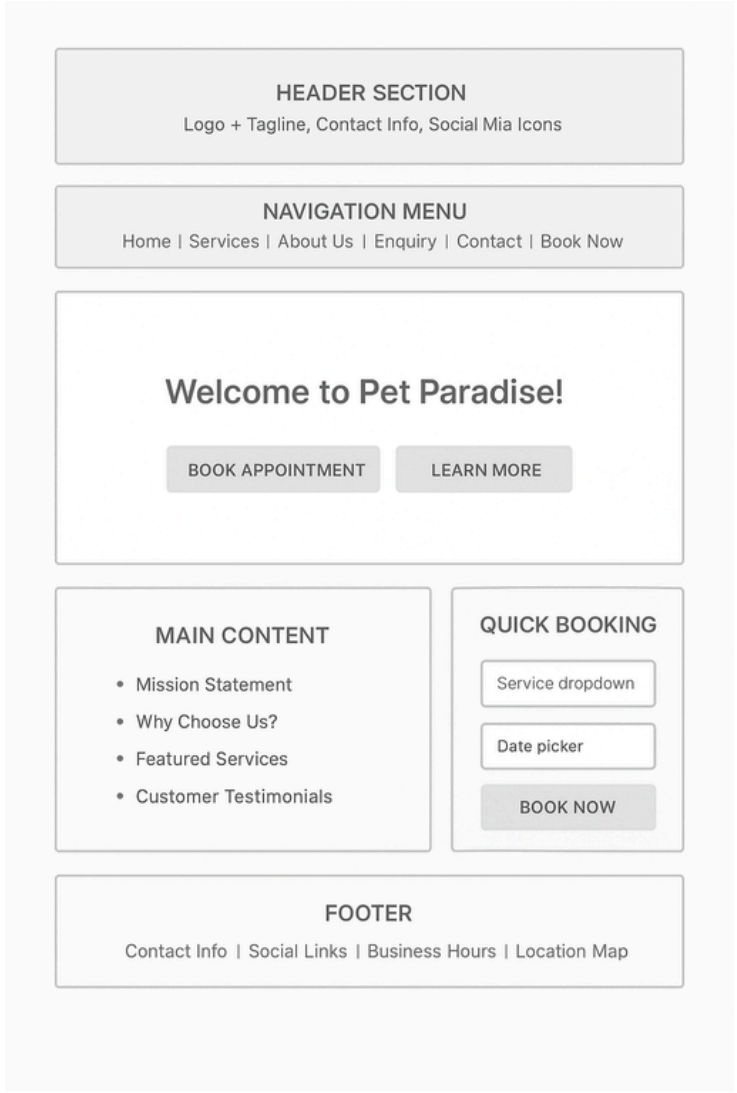 HEADER SECTION
Logo + Tagline, Contact Info, Social Mia Icons
NAVIGATION MENU
Home | Services | About Us | Enquiry | Contact | Book Now
Welcome to Pet Paradise!
BOOK APPOINTMENT
LEARN MORE
MAIN CONTENT
• Mission Statement
• Why Choose Us?
• Featured Services
• Customer Testimonials
QUICK BOOKING
Service dropdown
Date picker
BOOK NOW
FOOTER
Contact Info | Social Links | Business Hours | Location Map